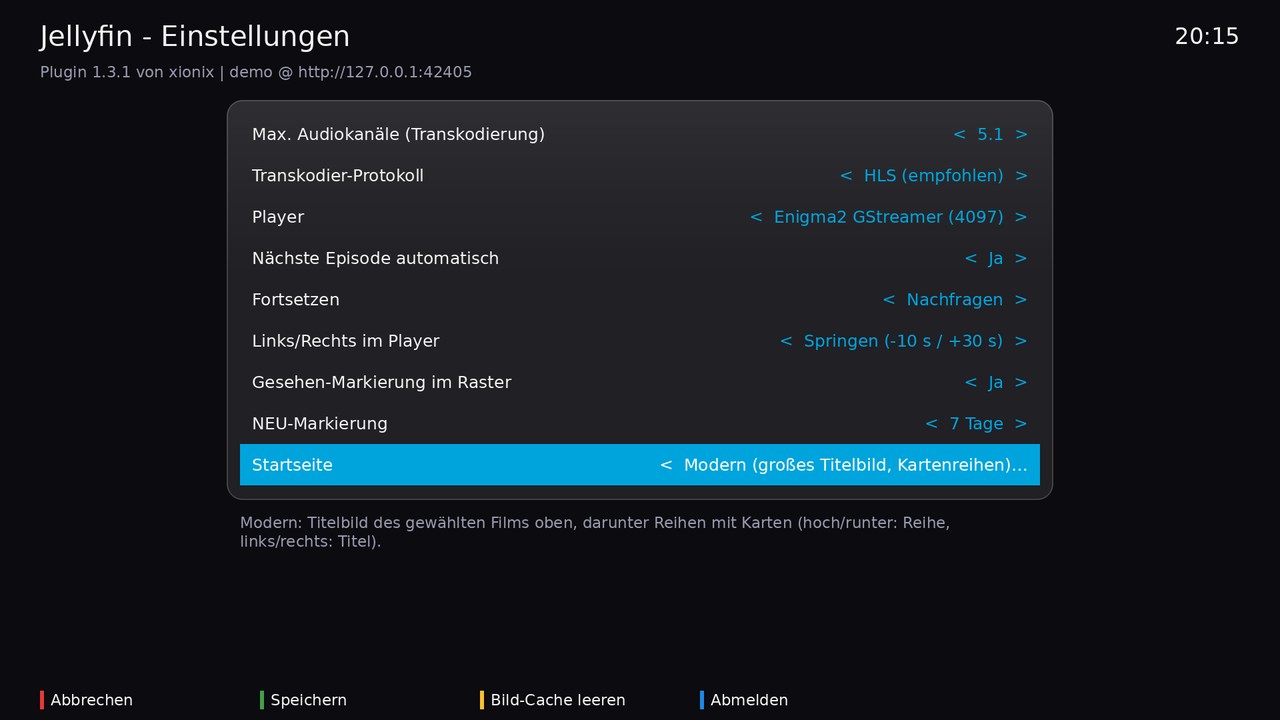 Jellyfin - Einstellungen 20:15
Plugin 1.3.1 von xionix | demo @ http://127.0.0.1:42405
Max. Audiokanäle (Transkodierung) < 5.1 >
Transkodier-Protokoll < HLS (empfohlen) >
Player < Enigma2 GStreamer (4097) >
Nächste Episode automatisch < Ja >
Fortsetzen < Nachfragen >
Links/Rechts im Player < Springen (-10 s / +30 s) >
Gesehen-Markierung im Raster < Ja >
NEU-Markierung < 7 Tage >
Startseite < Modern (großes Titelbild, Kartenreihen)...
Modern: Titelbild des gewählten Films oben, darunter Reihen mit Karten (hoch/runter: Reihe,
links/rechts: Titel).
Abbrechen Speichern Bild-Cache leeren Abmelden